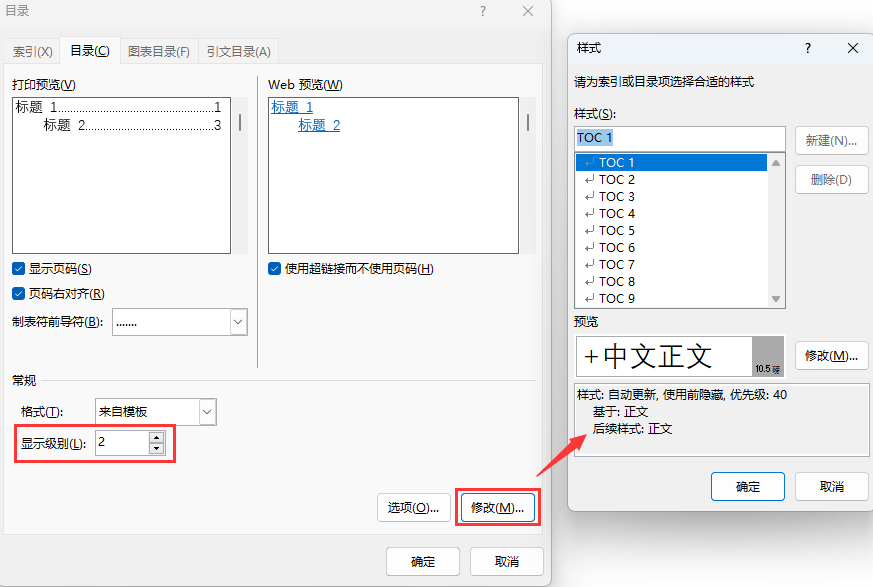 目录
?
索引(X) 目录(C) 图表目录(F) 引文目录(A)
打印预览(V)
标题 1.......................................................1
标题 2............................................3
Web 预览(W)
标题 1
标题 2
显示页码(S)
页码右对齐(R)
制表符前导符(B): .......
使用超链接而不使用页码(H)
常规
格式(T): 来自模板
显示级别(L): 2
选项(O)... 修改(M)...
确定 取消
样式
?
请为索引或目录项选择合适的样式
样式(S):
TOC 1
新建(N)...
删除(D)
TOC 1
TOC 2
TOC 3
TOC 4
TOC 5
TOC 6
TOC 7
TOC 8
TOC 9
预览
+中文正文
10.5 磅
修改(M)...
样式: 自动更新, 使用前隐藏, 优先级: 40
基于: 正文
后续样式: 正文
确定 取消